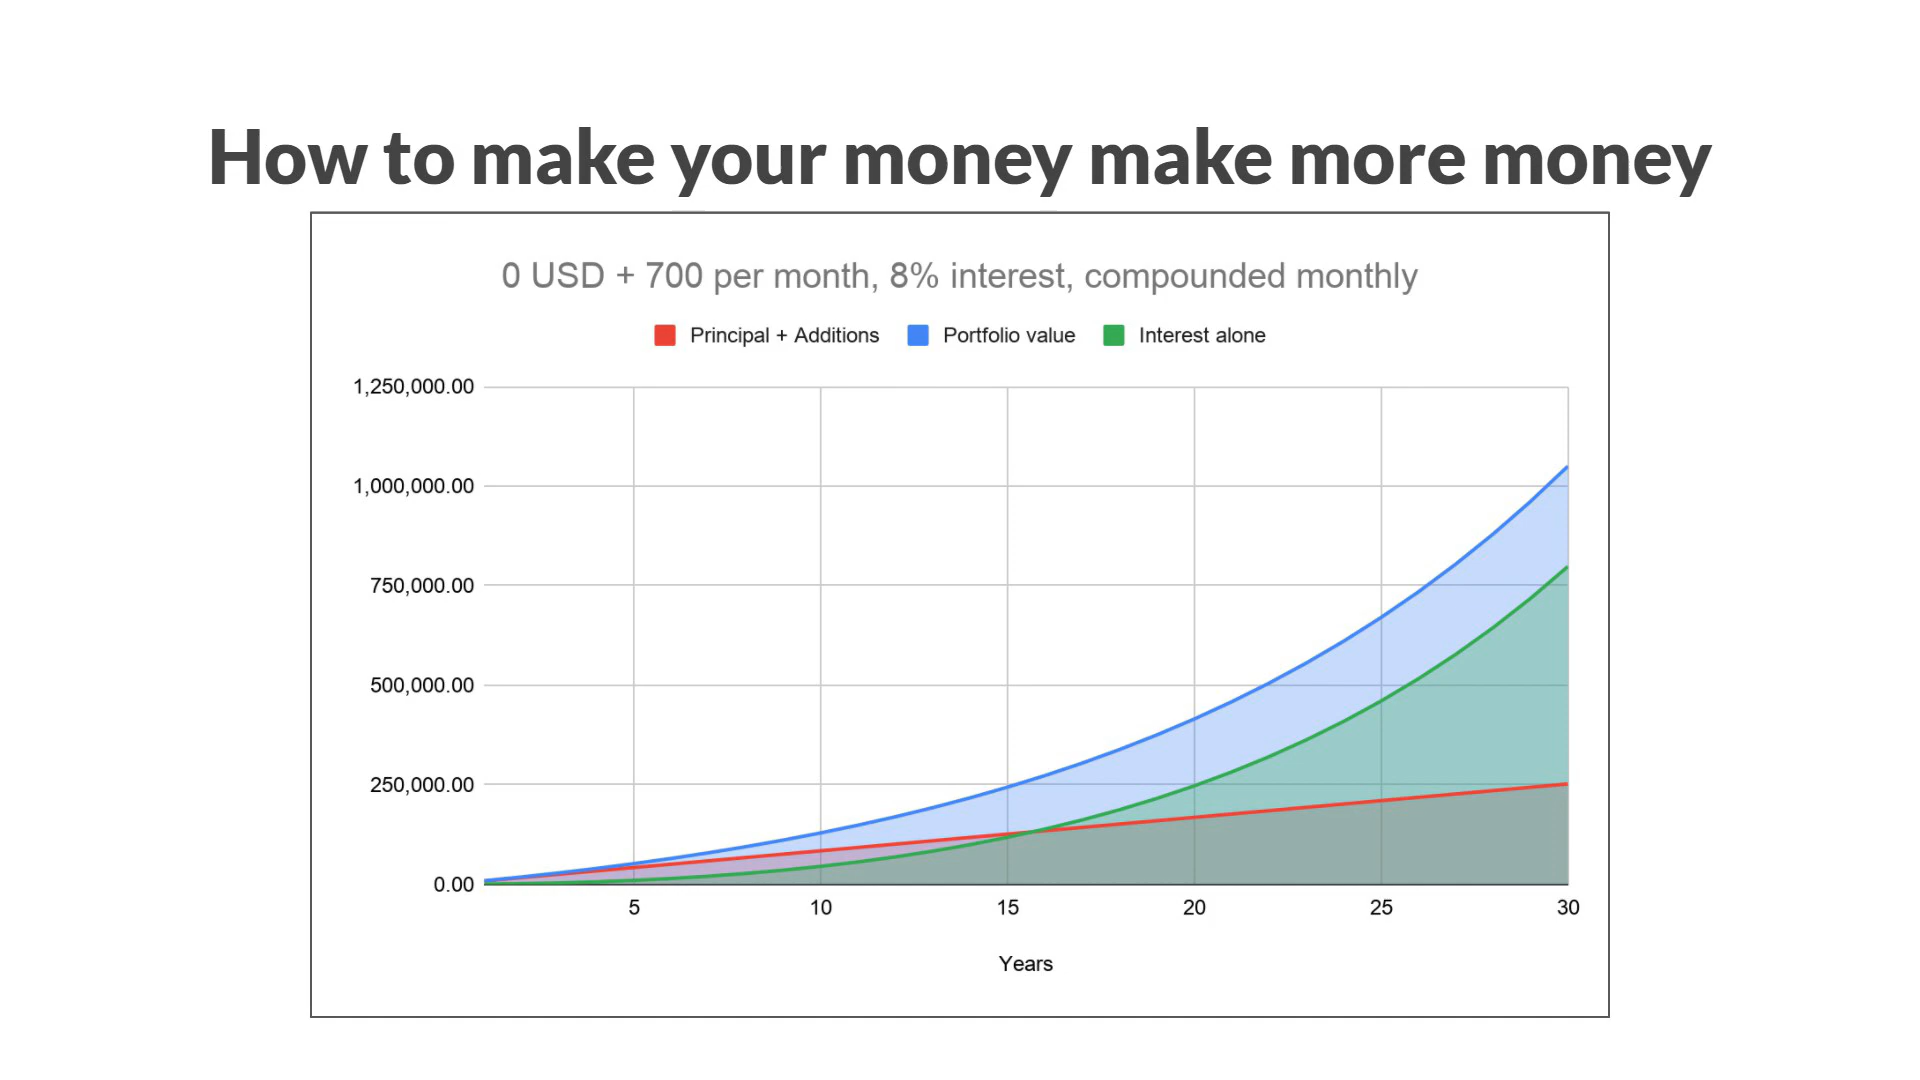 How to make your money make more money
0 USD + 700 per month, 8% interest, compounded monthly
Principal + Additions Portfolio value Interest alone
1,250,000.00
1,000,000.00
750,000.00
500,000.00
250,000.00
0.00
5 10 15 20 25 30
Years